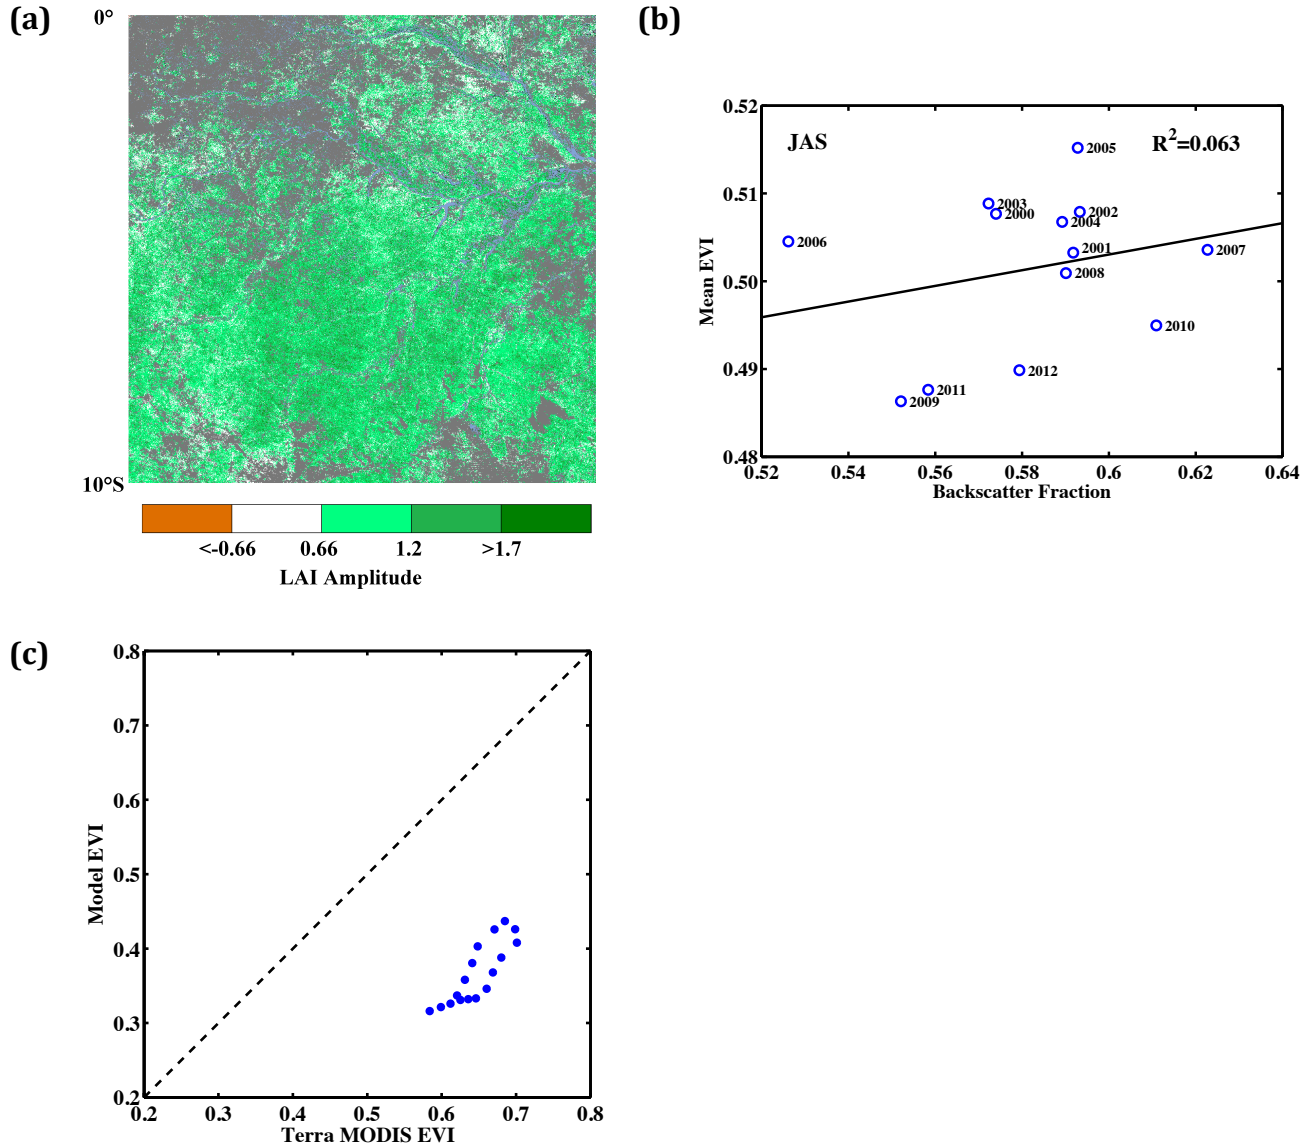 (a)
0°
10°S
<-0.66 0.66 1.2 >1.7
LAI Amplitude
(b)
0.52
0.51
0.50
0.49
0.48
Mean EVI
JAS
R²=0.063
2005
2003
2000
2002
2004
2006
2001
2007
2008
2010
2012
2011
2009
0.52 0.54 0.56 0.58 0.6 0.62 0.64
Backscatter Fraction
(c)
0.8
0.7
0.6
0.5
0.4
0.3
0.2
Model EVI
0.2 0.3 0.4 0.5 0.6 0.7 0.8
Terra MODIS EVI